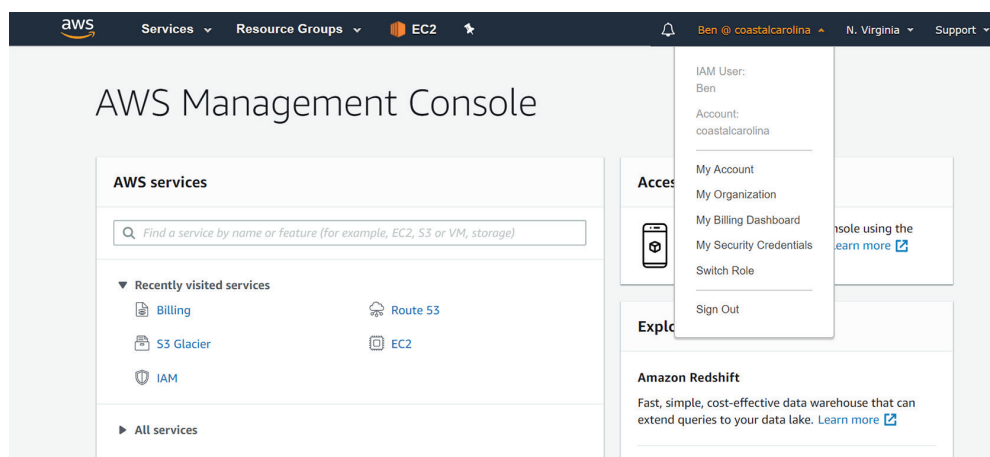 aws
Services
Resource Groups
EC2
Ben @ coastalcarolina
N. Virginia
Support
IAM User:
Ben
Account:
coastalcarolina
My Account
My Organization
My Billing Dashboard
My Security Credentials
Switch Role
Sign Out
AWS Management Console
AWS services
Find a service by name or feature (for example, EC2, S3 or VM, storage)
Recently visited services
Billing
Route 53
S3 Glacier
EC2
IAM
All services
Acces
nsole using the
earn more
Explo
Amazon Redshift
Fast, simple, cost-effective data warehouse that can
extend queries to your data lake. Learn more